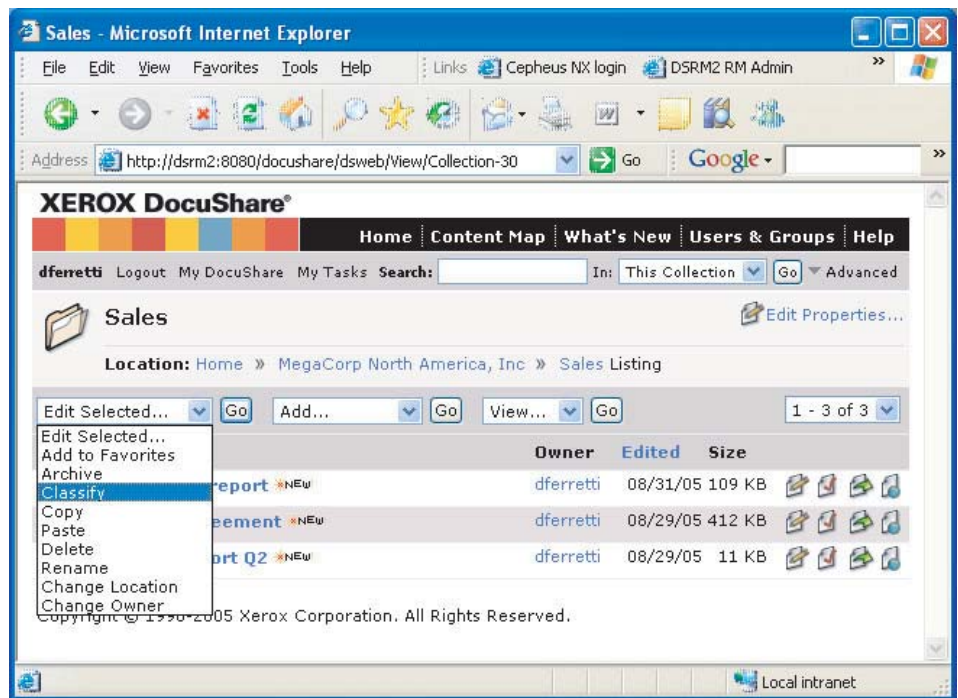 Sales - Microsoft Internet Explorer
File Edit View Favorites Tools Help Links Cepheus NX login DSRM2 RM Admin »
Address http://dsrm2:8080/docushare/dsweb/View/Collection-30 Go Google »
XEROX DocuShare®
Home Content Map What's New Users & Groups Help
dferretti Logout My DocuShare My Tasks Search: In: This Collection Go Advanced
Sales Edit Properties...
Location: Home » MegaCorp North America, Inc » Sales Listing
Edit Selected... Go Add... Go View... Go 1 - 3 of 3
Edit Selected...
Add to Favorites
Archive
Classify
Copy
Paste
Delete
Rename
Change Location
Change Owner
Owner Edited Size
report NEW dferretti 08/31/05 109 KB
eement NEW dferretti 08/29/05 412 KB
ort Q2 NEW dferretti 08/29/05 11 KB
Copyright © 1996-2005 Xerox Corporation. All Rights Reserved.
Local intranet